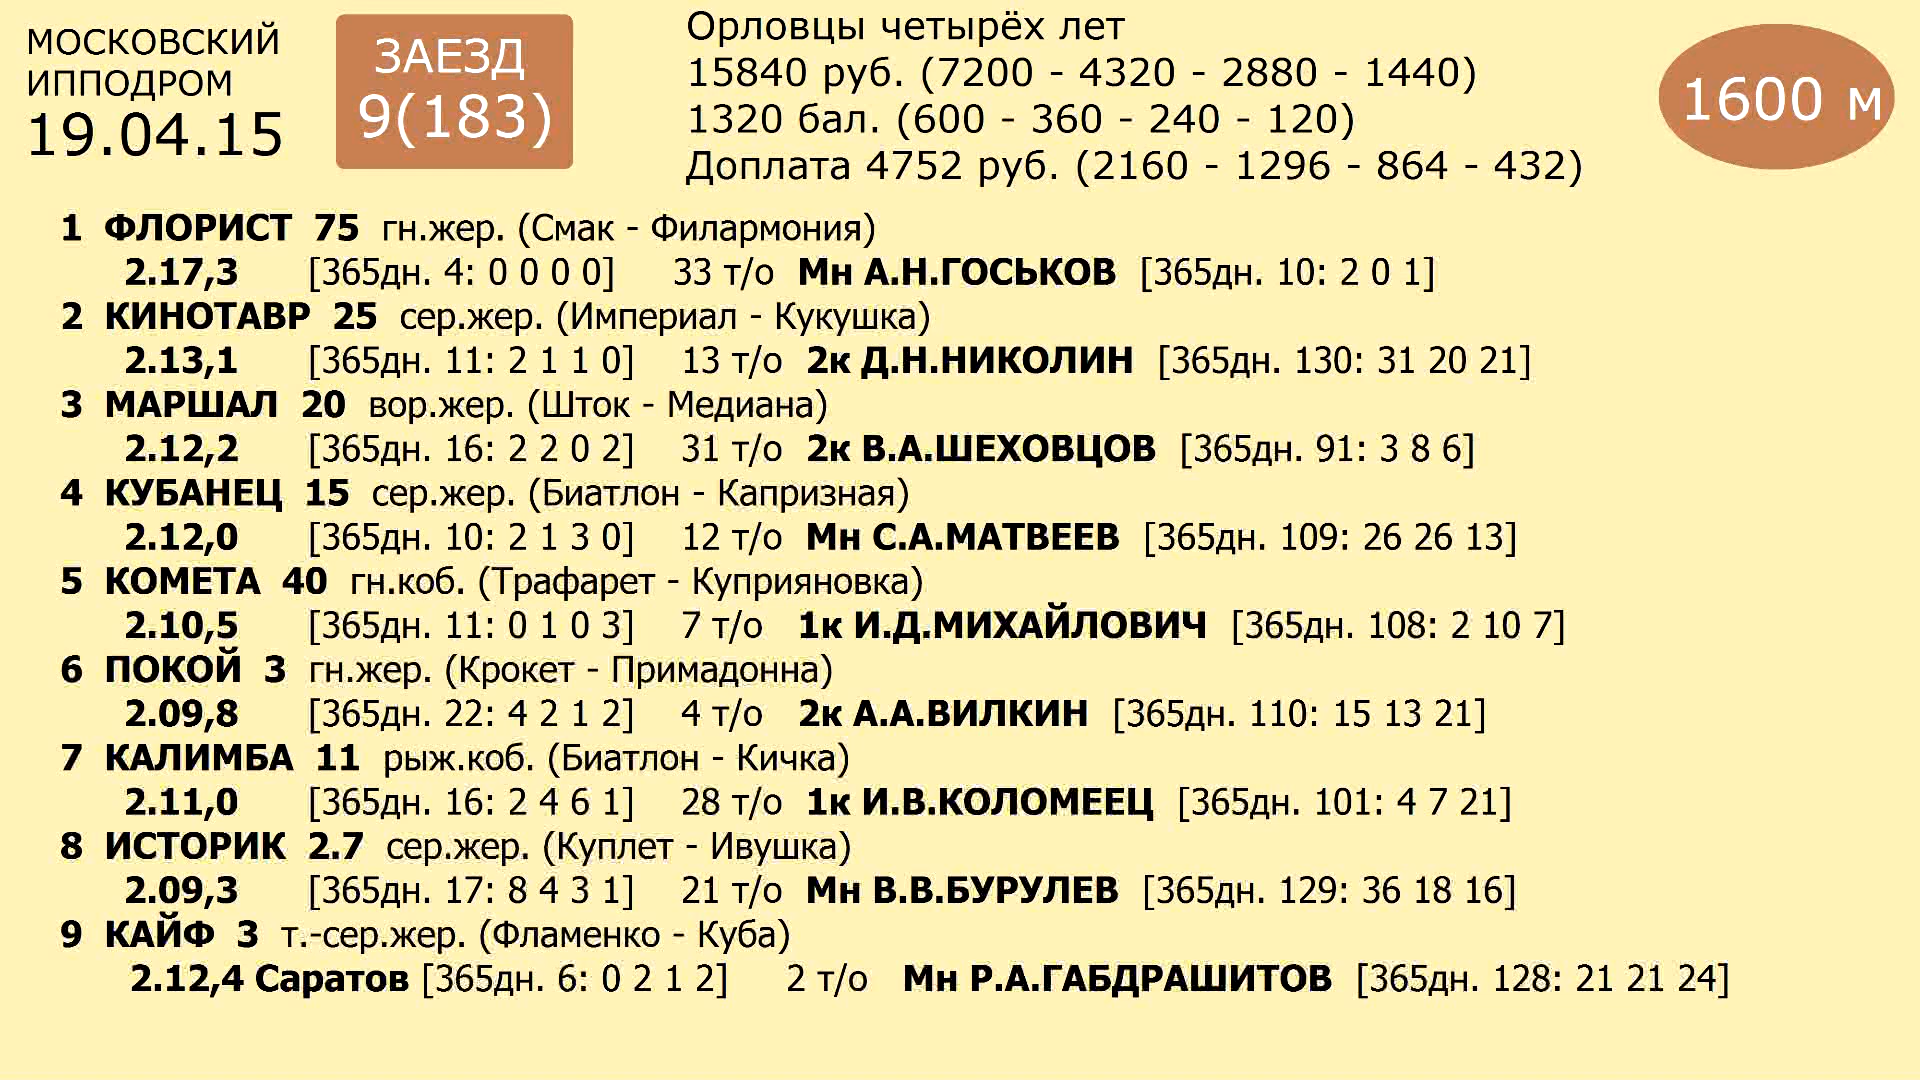 МОСКОВСКИЙ
ИППОДРОМ
19.04.15
ЗАЕЗД
9(183)
Орловцы четырёх лет
15840 руб. (7200 - 4320 - 2880 - 1440)
1320 бал. (600 - 360 - 240 - 120)
Доплата 4752 руб. (2160 - 1296 - 864 - 432)
1600 м
1 ФЛОРИСТ 75 гн.жер. (Смак - Филармония)
2.17,3 [365дн. 4: 0 0 0 0] 33 т/о Мн А.Н.ГОСЬКОВ [365дн. 10: 2 0 1]
2 КИНОТАВР 25 сер.жер. (Империал - Кукушка)
2.13,1 [365дн. 11: 2 1 1 0] 13 т/о 2к Д.Н.НИКОЛИН [365дн. 130: 31 20 21]
3 МАРШАЛ 20 вор.жер. (Шток - Медиана)
2.12,2 [365дн. 16: 2 2 0 2] 31 т/о 2к В.А.ШЕХОВЦОВ [365дн. 91: 3 8 6]
4 КУБАНЕЦ 15 сер.жер. (Биатлон - Капризная)
2.12,0 [365дн. 10: 2 1 3 0] 12 т/о Мн С.А.МАТВЕЕВ [365дн. 109: 26 26 13]
5 КОМЕТА 40 гн.коб. (Трафарет - Куприяновка)
2.10,5 [365дн. 11: 0 1 0 3] 7 т/о 1к И.Д.МИХАЙЛОВИЧ [365дн. 108: 2 10 7]
6 ПОКОЙ 3 гн.жер. (Крокет - Примадонна)
2.09,8 [365дн. 22: 4 2 1 2] 4 т/о 2к А.А.ВИЛКИН [365дн. 110: 15 13 21]
7 КАЛИМБА 11 рыж.коб. (Биатлон - Кичка)
2.11,0 [365дн. 16: 2 4 6 1] 28 т/о 1к И.В.КОЛОМЕЕЦ [365дн. 101: 4 7 21]
8 ИСТОРИК 2.7 сер.жер. (Куплет - Ивушка)
2.09,3 [365дн. 17: 8 4 3 1] 21 т/о Мн В.В.БУРУЛЕВ [365дн. 129: 36 18 16]
9 КАЙФ 3 т.-сер.жер. (Фламенко - Куба)
2.12,4 Саратов [365дн. 6: 0 2 1 2] 2 т/о Мн Р.А.ГАБДРАШИТОВ [365дн. 128: 21 21 24]